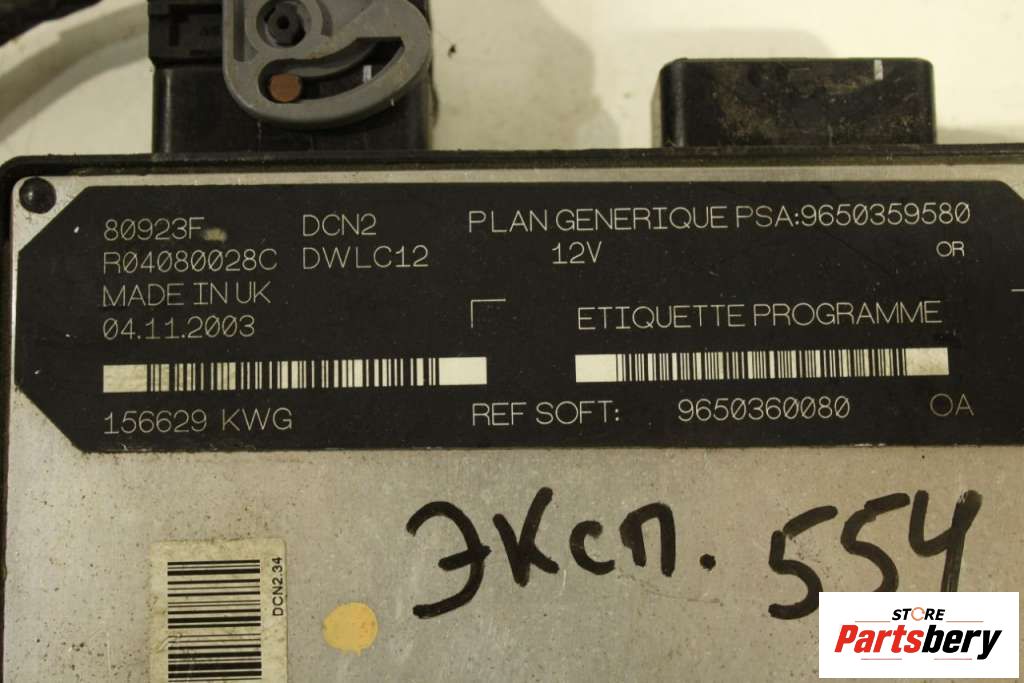 80923F DCN2 PLAN GENERIQUE PSA:9650359580
R04080028C DWLC12 12V OR
MADE IN UK
04.11.2003
ETIQUETTE PROGRAMME
156629 KWG REF SOFT: 9650360080 OA
эксп. 554
DCN2.34
STORE
Partsbery